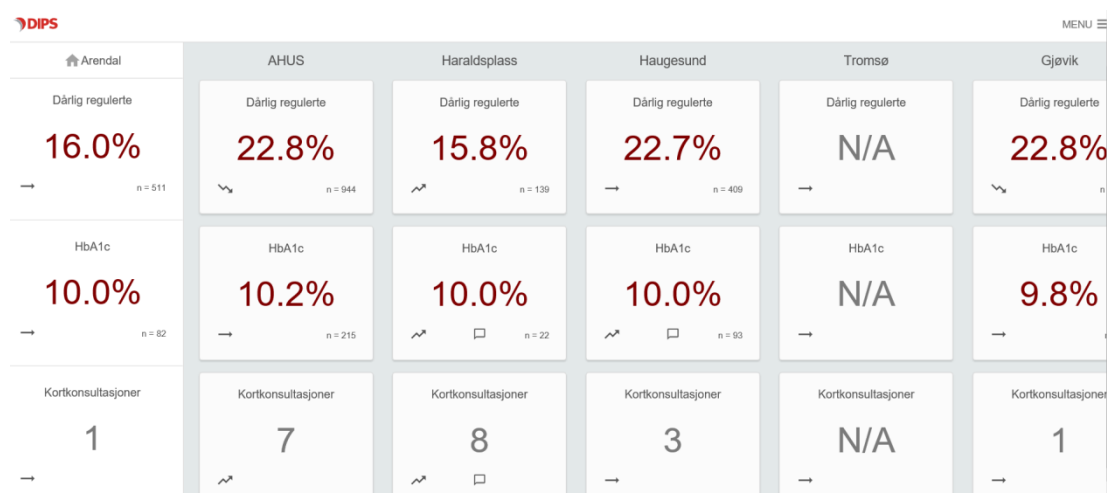 DIPS
MENU
Arendal
AHUS
Haraldsplass
Haugesund
Tromsø
Gjøvik
Dårlig regulerte
Dårlig regulerte
Dårlig regulerte
Dårlig regulerte
Dårlig regulerte
Dårlig regulerte
16.0%
22.8%
15.8%
22.7%
N/A
22.8%
n = 511
n = 944
n = 139
n = 409
n
HbA1c
HbA1c
HbA1c
HbA1c
HbA1c
HbA1c
10.0%
10.2%
10.0%
10.0%
N/A
9.8%
n = 82
n = 215
n = 22
n = 93
Kortkonsultasjoner
Kortkonsultasjoner
Kortkonsultasjoner
Kortkonsultasjoner
Kortkonsultasjoner
Kortkonsultasjoner
1
7
8
3
N/A
1